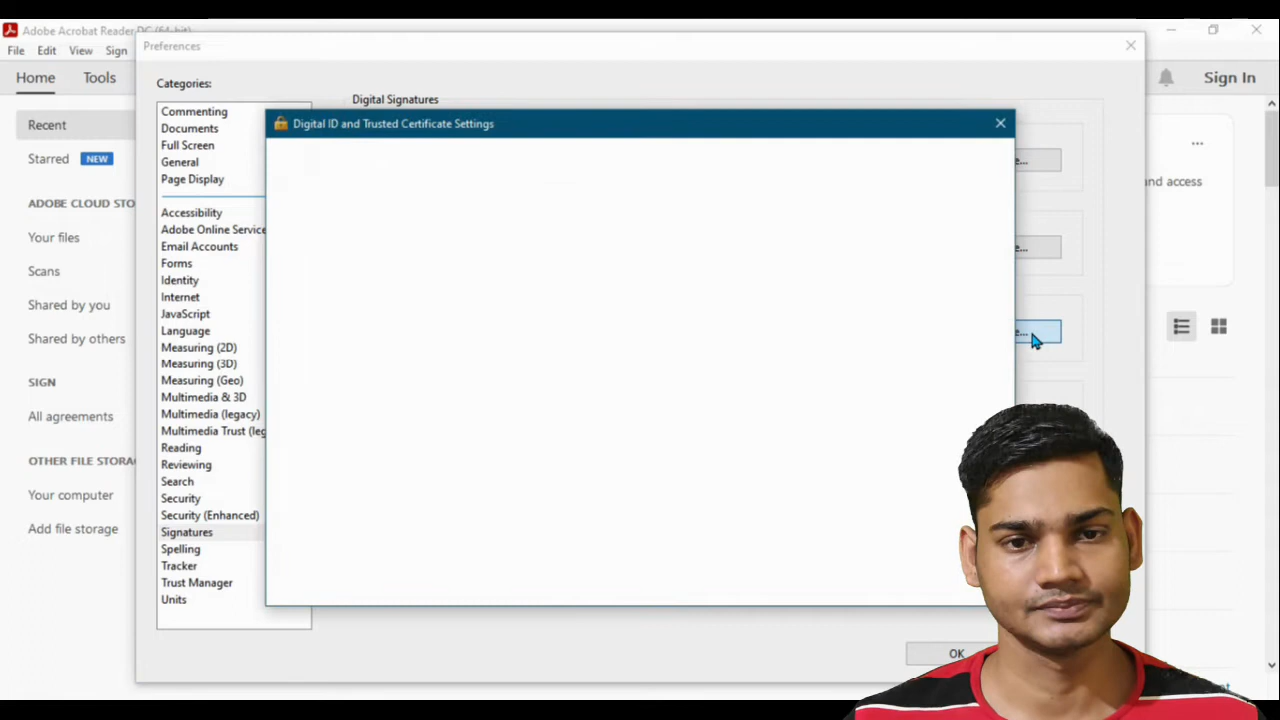 Adobe Acrobat Reader DC (64-bit)
File Edit View Sign
Home Tools
Sign In
Recent
Starred NEW
ADOBE CLOUD STO
Your files
Scans
Shared by you
Shared by others
SIGN
All agreements
OTHER FILE STORA
Your computer
Add file storage
Preferences
Categories:
Commenting
Documents
Full Screen
General
Page Display
Accessibility
Adobe Online Service
Email Accounts
Forms
Identity
Internet
JavaScript
Language
Measuring (2D)
Measuring (3D)
Measuring (Geo)
Multimedia & 3D
Multimedia (legacy)
Multimedia Trust (leg
Reading
Reviewing
Search
Security
Security (Enhanced)
Signatures
Spelling
Tracker
Trust Manager
Units
Digital Signatures
Digital ID and Trusted Certificate Settings
and access
OK